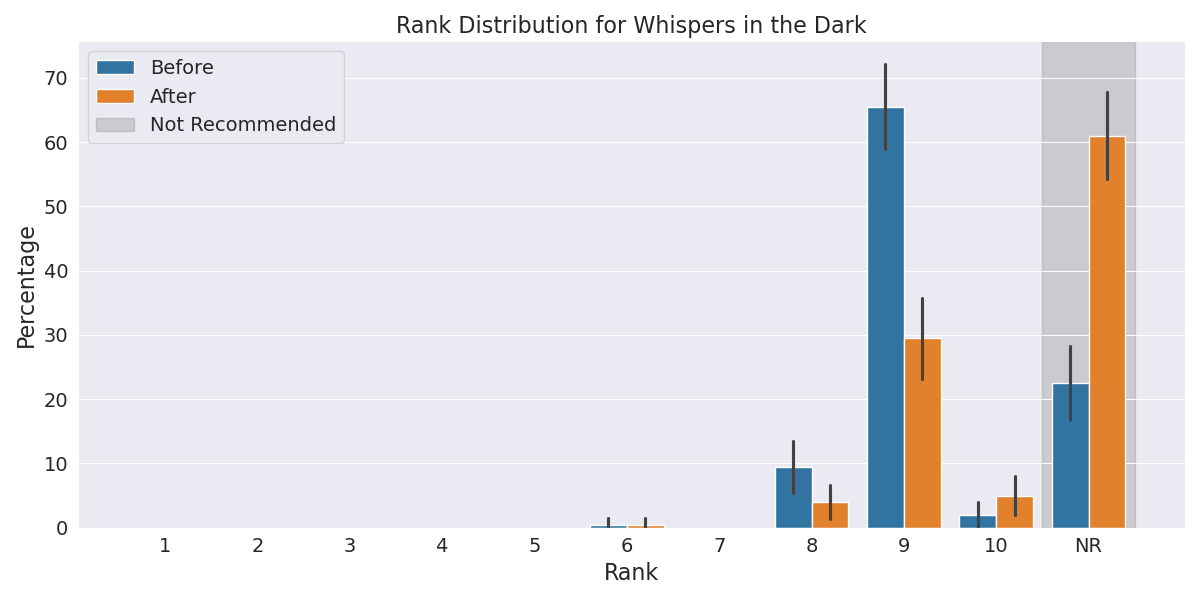 Rank Distribution for Whispers in the Dark
Before
After
Not Recommended
Percentage
70
60
50
40
30
20
10
0
1 2 3 4 5 6 7 8 9 10 NR
Rank